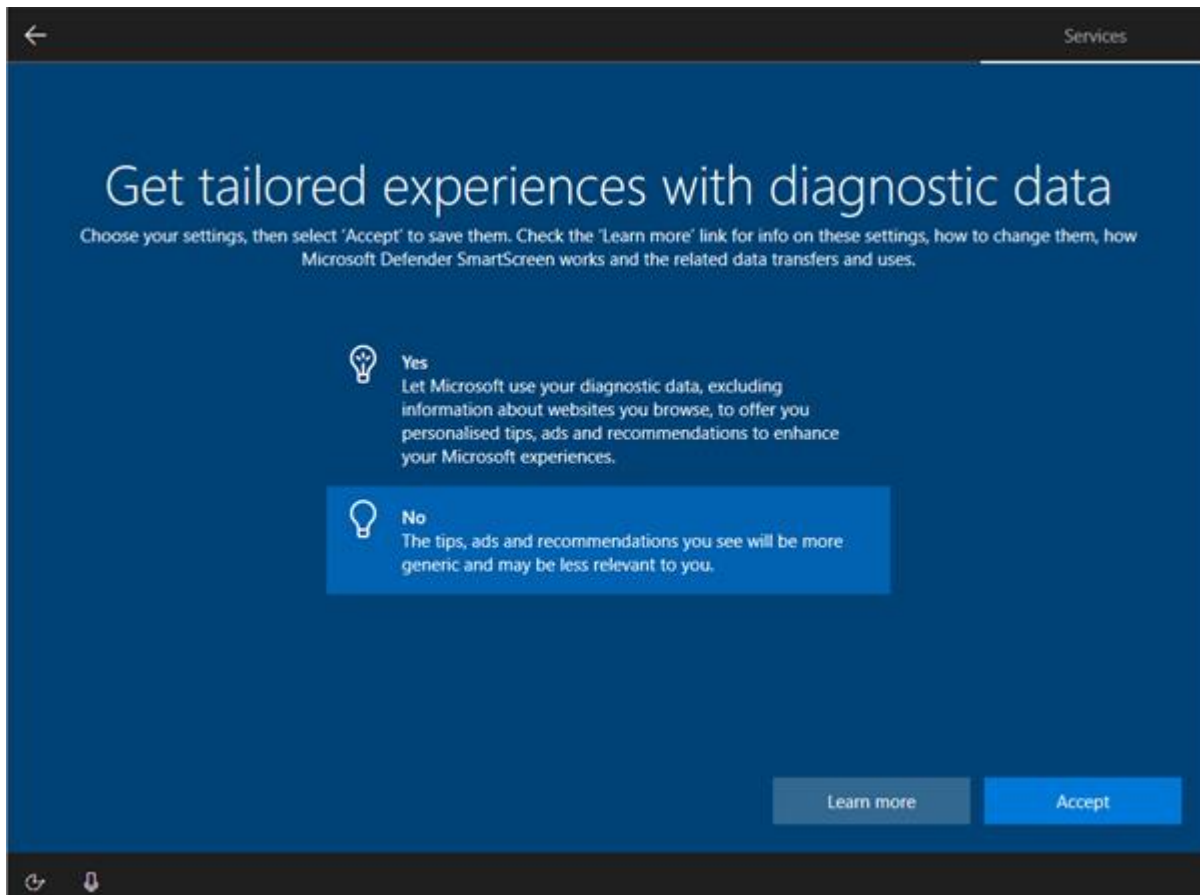 Services
Get tailored experiences with diagnostic data
Choose your settings, then select 'Accept' to save them. Check the 'Learn more' link for info on these settings, how to change them, how
Microsoft Defender SmartScreen works and the related data transfers and uses.
Yes
Let Microsoft use your diagnostic data, excluding
information about websites you browse, to offer you
personalised tips, ads and recommendations to enhance
your Microsoft experiences.
No
The tips, ads and recommendations you see will be more
generic and may be less relevant to you.
Learn more
Accept